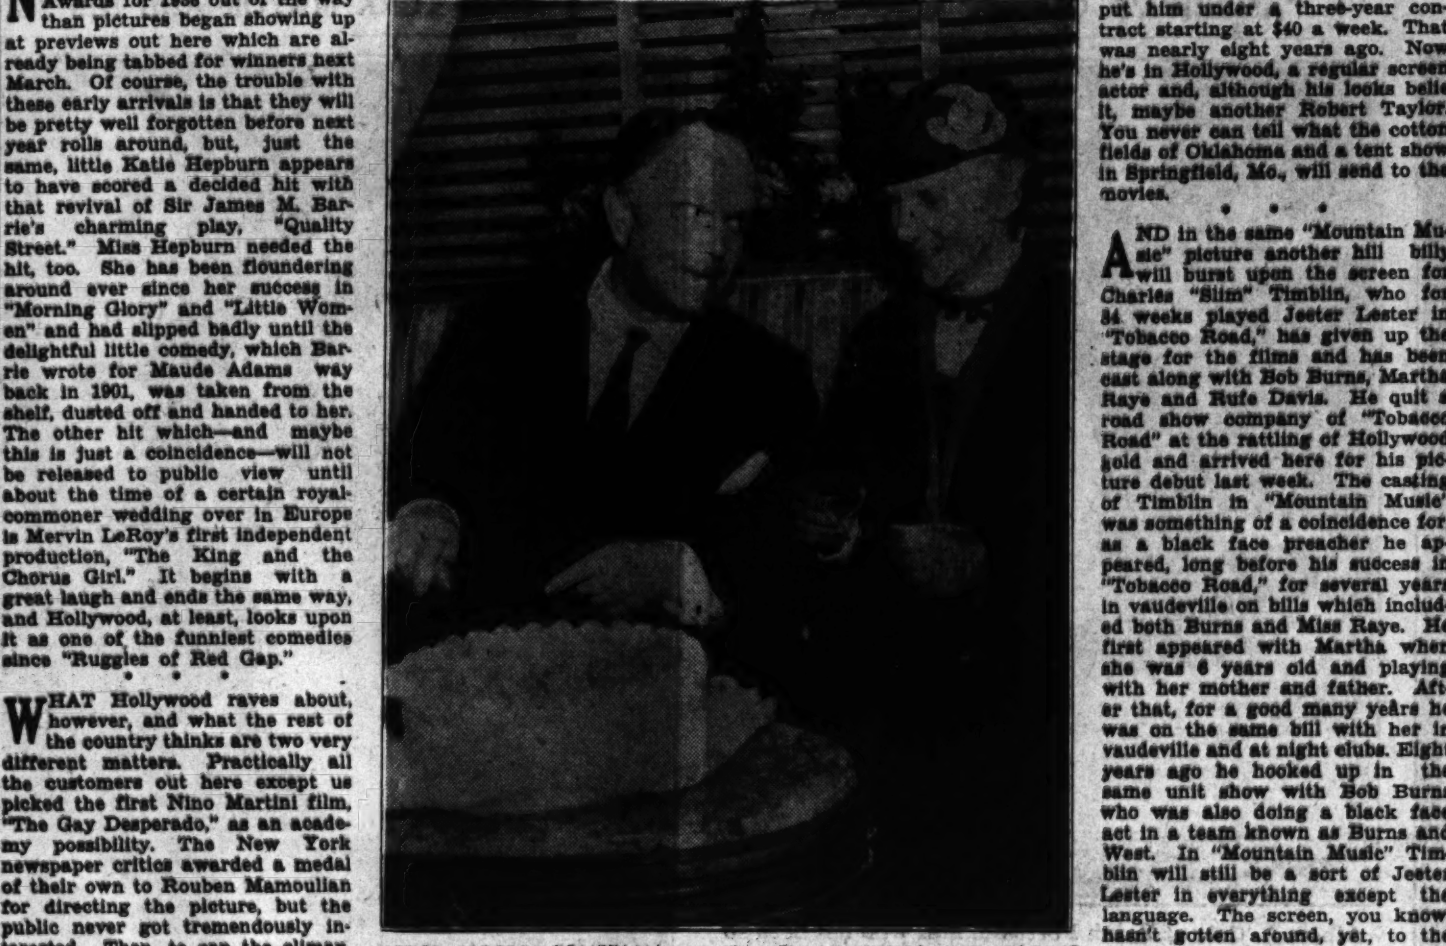 Awards for 1936 out of the way
than pictures began showing up
at previews out here which are al-
ready being tabbed for winners next
March. Of course, the trouble with
these early arrivals is that they will
be pretty well forgotten before next
year rolls around, but, just the
same, little Katie Hepburn appears
to have scored a decided hit with
that revival of Sir James M. Bar-
rie's charming play, "Quality
Street." Miss Hepburn needed the
hit, too. She has been floundering
around ever since her success in
"Morning Glory" and "Little Wom-
en" and had slipped badly until the
delightful little comedy, which Bar-
rie wrote for Maude Adams way
back in 1901, was taken from the
shelf, dusted off and handed to her.
The other hit which—and maybe
this is just a coincidence—will not
be released to public view until
about the time of a certain royal-
commoner wedding over in Europe
is Mervin LeRoy's first independent
production, "The King and the
Chorus Girl." It begins with a
great laugh and ends the same way,
and Hollywood, at least, looks upon
it as one of the funniest comedies
since "Ruggles of Red Gap."
WHAT Hollywood raves about,
however, and what the rest of
the country thinks are two very
different matters. Practically all
the customers out here except us
picked the first Nino Martini film,
"The Gay Desperado," as an acade-
my possibility. The New York
newspaper critics awarded a medal
of their own to Rouben Mamoulian
for directing the picture, but the
public never got tremendously in-
put him under a three-year con-
tract starting at $40 a week. That
was nearly eight years ago. Now
he's in Hollywood, a regular screen
actor and, although his looks belie
it, maybe another Robert Taylor.
You never can tell what the cotton
fields of Oklahoma and a tent show
in Springfield, Mo., will send to the
movies.
AND in the same "Mountain Mu-
sic" picture another hill billy
will burst upon the screen for
Charles "Slim" Timblin, who for
84 weeks played Jeeter Lester in
"Tobacco Road," has given up the
stage for the films and has been
cast along with Bob Burns, Martha
Raye and Rufe Davis. He quit a
road show company of "Tobacco
Road" at the rattling of Hollywood
gold and arrived here for his pic-
ture debut last week. The casting
of Timblin in "Mountain Music"
was something of a coincidence for,
as a black face preacher he ap-
peared, long before his success in
"Tobacco Road," for several years
in vaudeville on bills which includ-
ed both Burns and Miss Raye. He
first appeared with Martha when
she was 6 years old and playing
with her mother and father. Aft-
er that, for a good many years he
was on the same bill with her in
vaudeville and at night clubs. Eight
years ago he hooked up in the
same unit show with Bob Burns
who was also doing a black face
act in a team known as Burns and
West. In "Mountain Music" Tim-
blin will still be a sort of Jeeter
Lester in everything except the
language. The screen, you know,
hasn't gotten around, yet, to the